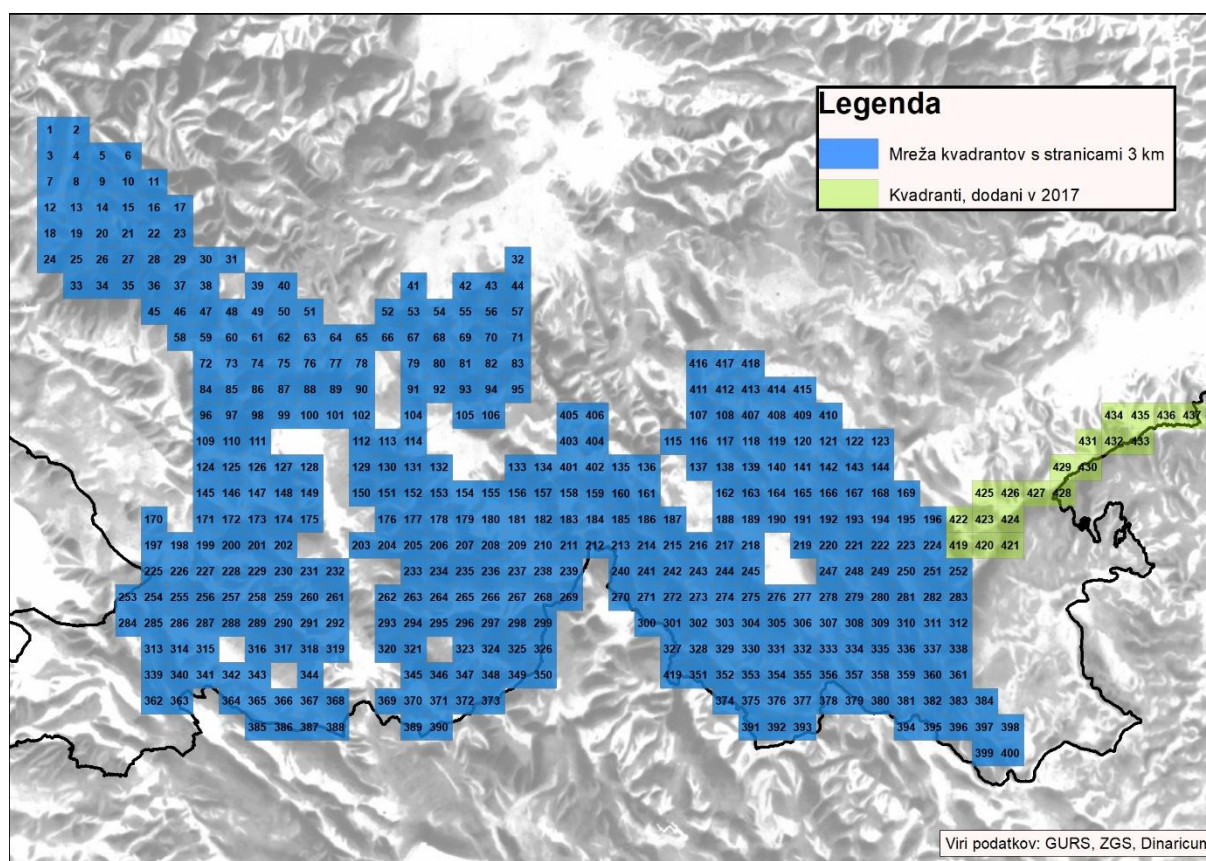 Legenda
Mreža kvadrantov s stranicami 3 km
Kvadranti, dodani v 2017
1 2
3 4 5 6
7 8 9 10 11
12 13 14 15 16 17
18 19 20 21 22 23
24 25 26 27 28 29 30 31 32
33 34 35 36 37 38 39 40 41 42 43 44
45 46 47 48 49 50 51 52 53 54 55 56 57
58 59 60 61 62 63 64 65 66 67 68 69 70 71
72 73 74 75 76 77 78 79 80 81 82 83 416 417 418
84 85 86 87 88 89 90 91 92 93 94 95 411 412 413 414 415
96 97 98 99 100 101 102 104 105 106 405 406 107 108 407 408 409 410 434 435 436 437
109 110 111 112 113 114 403 404 115 116 117 118 119 120 121 122 123 431 432 433
124 125 126 127 128 129 130 131 132 133 134 401 402 135 136 137 138 139 140 141 142 143 144 429 430
145 146 147 148 149 150 151 152 153 154 155 156 157 158 159 160 161 162 163 164 165 166 167 168 169 425 426 427 428
170 171 172 173 174 175 176 177 178 179 180 181 182 183 184 185 186 187 188 189 190 191 192 193 194 195 196 422 423 424
197 198 199 200 201 202 203 204 205 206 207 208 209 210 211 212 213 214 215 216 217 218 219 220 221 222 223 224 419 420 421
225 226 227 228 229 230 231 232 233 234 235 236 237 238 239 240 241 242 243 244 245 247 248 249 250 251 252
253 254 255 256 257 258 259 260 261 262 263 264 265 266 267 268 269 270 271 272 273 274 275 276 277 278 279 280 281 282 283
284 285 286 287 288 289 290 291 292 293 294 295 296 297 298 299 300 301 302 303 304 305 306 307 308 309 310 311 312
313 314 315 316 317 318 319 320 321 323 324 325 326 327 328 329 330 331 332 333 334 335 336 337 338
339 340 341 342 343 344 345 346 347 348 349 350 419 351 352 353 354 355 356 357 358 359 360 361
362 363 364 365 366 367 368 369 370 371 372 373 374 375 376 377 378 379 380 381 382 383 384
385 386 387 388 389 390 391 392 393 394 395 396 397 398
399 400
Viri podatkov: GURS, ZGS, Dinaricum